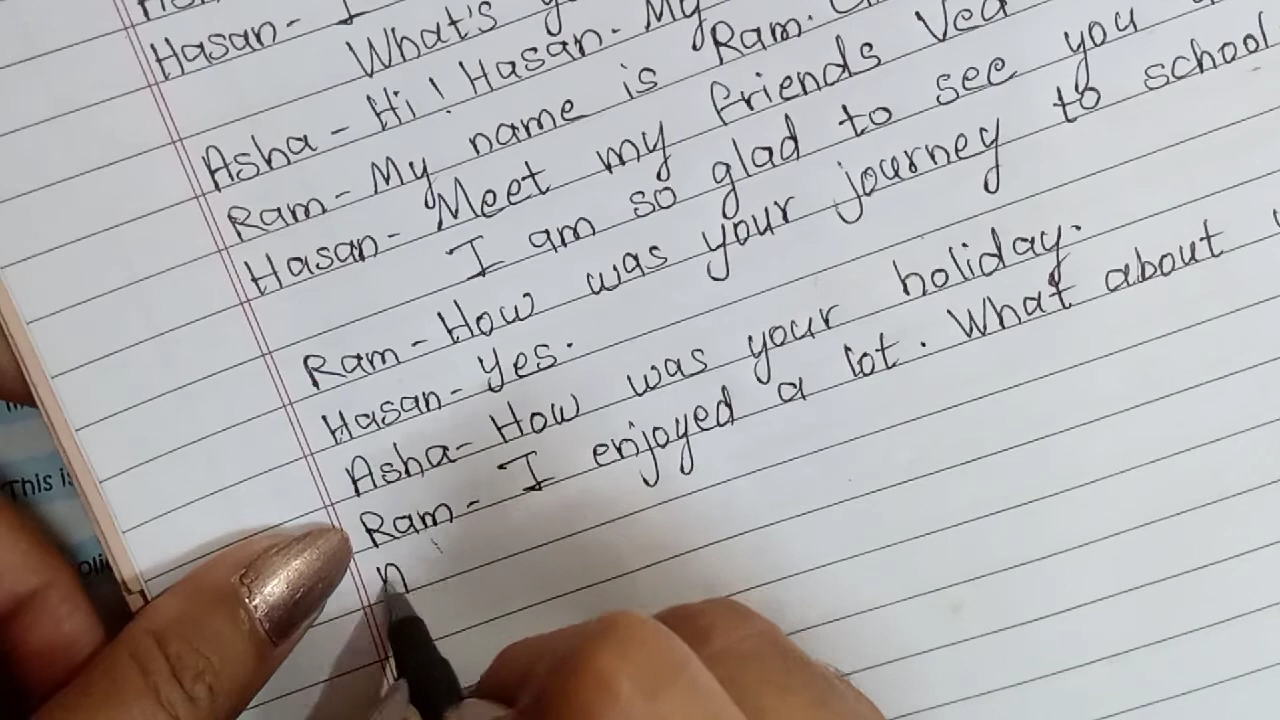 Hasan- I
What's
Asha- Hi! Hasan. My
Ram- My name is Ram.
Hasan- Meet my friends Ved
I am so glad to see you
Ram- How was your journey to school
Hasan- Yes.
Asha- How was your holiday.
Ram- I enjoyed a lot. What about
This is